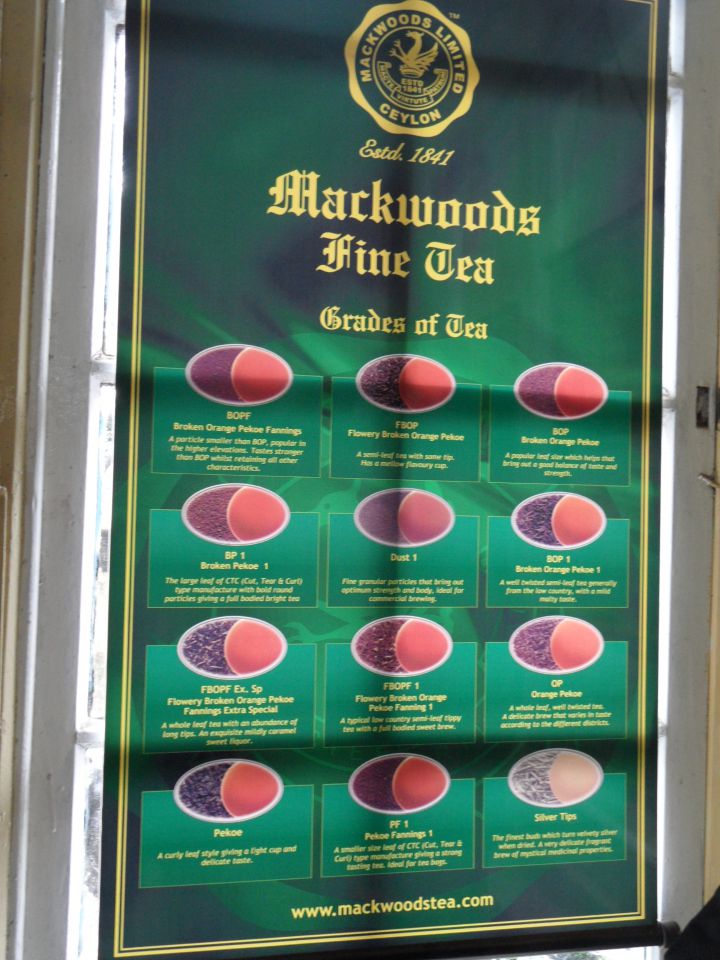 MACKWOODS LIMITED
CEYLON
TM
ESTD
1841
VIRTUTE
Estd. 1841
Mackwoods
Fine Tea
Grades of Tea
BOPF
Broken Orange Pekoe Fannings
A particle smaller than BOP, popular in
the higher elevations. Tastes stronger
than BOP whilst retaining all other
characteristics.
FBOP
Flowery Broken Orange Pekoe
A semi-leaf tea with some tip.
Has a mellow flavoury cup.
BOP
Broken Orange Pekoe
A popular leaf size which helps that
bring out a good balance of taste and
strength.
BP 1
Broken Pekoe 1
The large leaf of CTC (Cut, Tear & Curl)
type manufacture with bold round
particles giving a full bodied bright tea
Dust 1
Fine granular particles that bring out
optimum strength and body, ideal for
commercial brewing.
BOP 1
Broken Orange Pekoe 1
A well twisted semi-leaf tea generally
from the low country, with a mild
malty taste.
FBOPF Ex. Sp
Flowery Broken Orange Pekoe
Fannings Extra Special
A whole leaf tea with an abundance of
long tips. An exquisite mildly caramel
sweet liquor.
FBOPF 1
Flowery Broken Orange
Pekoe Fanning 1
A typical low country semi-leaf tippy
tea with a full bodied sweet brew.
OP
Orange Pekoe
A whole leaf, well twisted tea.
A delicate brew that varies in taste
according to the different districts.
Pekoe
A curly leaf style giving a light cup and
delicate taste.
PF 1
Pekoe Fannings 1
A smaller size leaf of CTC (Cut, Tear &
Curl) type manufacture giving a strong
tasting tea. Ideal for tea bags.
Silver Tips
The finest buds which turn velvety silver
when dried. A very delicate fragrant
brew of mystical medicinal properties.
www.mackwoodstea.com